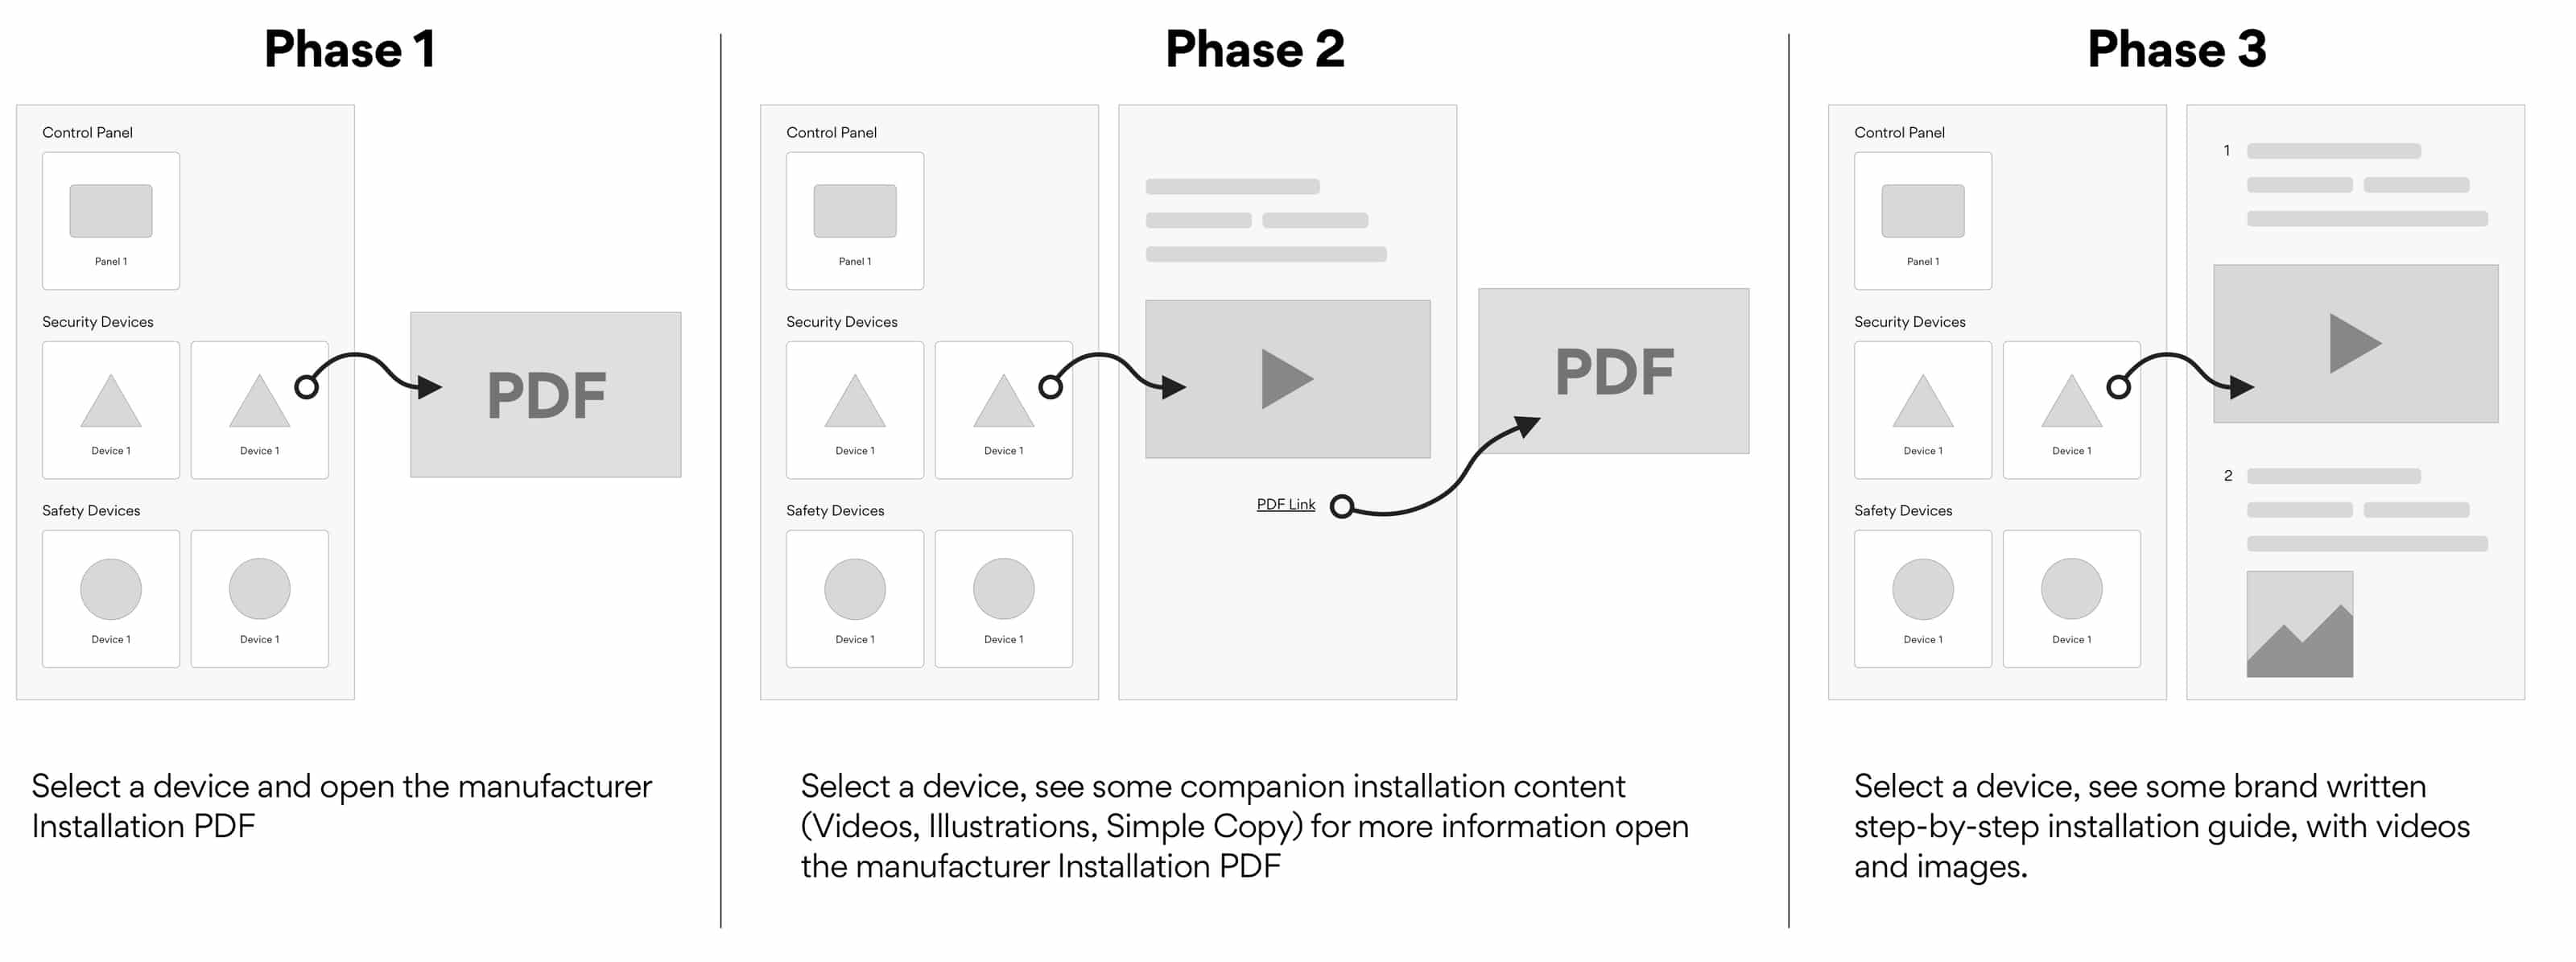 Phase 1
Control Panel
Panel 1
Security Devices
Device 1
Device 1
Safety Devices
Device 1
Device 1
PDF
Select a device and open the manufacturer
Installation PDF
Phase 2
Control Panel
Panel 1
Security Devices
Device 1
Device 1
Safety Devices
Device 1
Device 1
PDF Link
PDF
Select a device, see some companion installation content
(Videos, Illustrations, Simple Copy) for more information open
the manufacturer Installation PDF
Phase 3
Control Panel
Panel 1
Security Devices
Device 1
Device 1
Safety Devices
Device 1
Device 1
1
2
Select a device, see some brand written
step-by-step installation guide, with videos
and images.